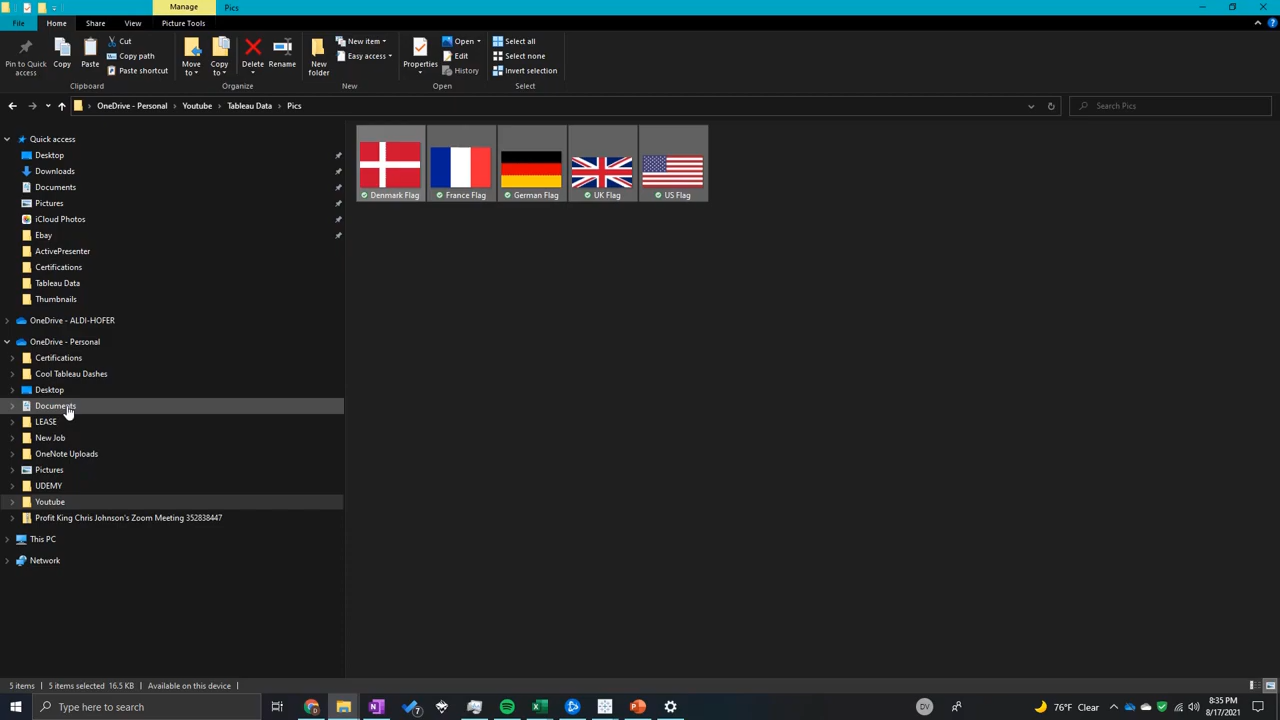 Manage
Pics
File
Home
Share
View
Picture Tools
Pin to Quick access
Copy
Paste
Cut
Copy path
Paste shortcut
Clipboard
Move to
Copy to
Delete
Rename
Organize
New folder
New item
Easy access
New
Properties
Open
Edit
History
Open
Select all
Select none
Invert selection
Select
OneDrive - Personal
Youtube
Tableau Data
Pics
Search Pics
Quick access
Desktop
Downloads
Documents
Pictures
iCloud Photos
Ebay
ActivePresenter
Certifications
Tableau Data
Thumbnails
OneDrive - ALDI-HOFER
OneDrive - Personal
Certifications
Cool Tableau Dashes
Desktop
Documents
LEASE
New Job
OneNote Uploads
Pictures
UDEMY
Youtube
Profit King Chris Johnson's Zoom Meeting 352838447
This PC
Network
Denmark Flag
France Flag
German Flag
UK Flag
US Flag
5 items
5 items selected 16.5 KB
Available on this device
Type here to search
7
DV
76°F Clear
8:35 PM
8/17/2021